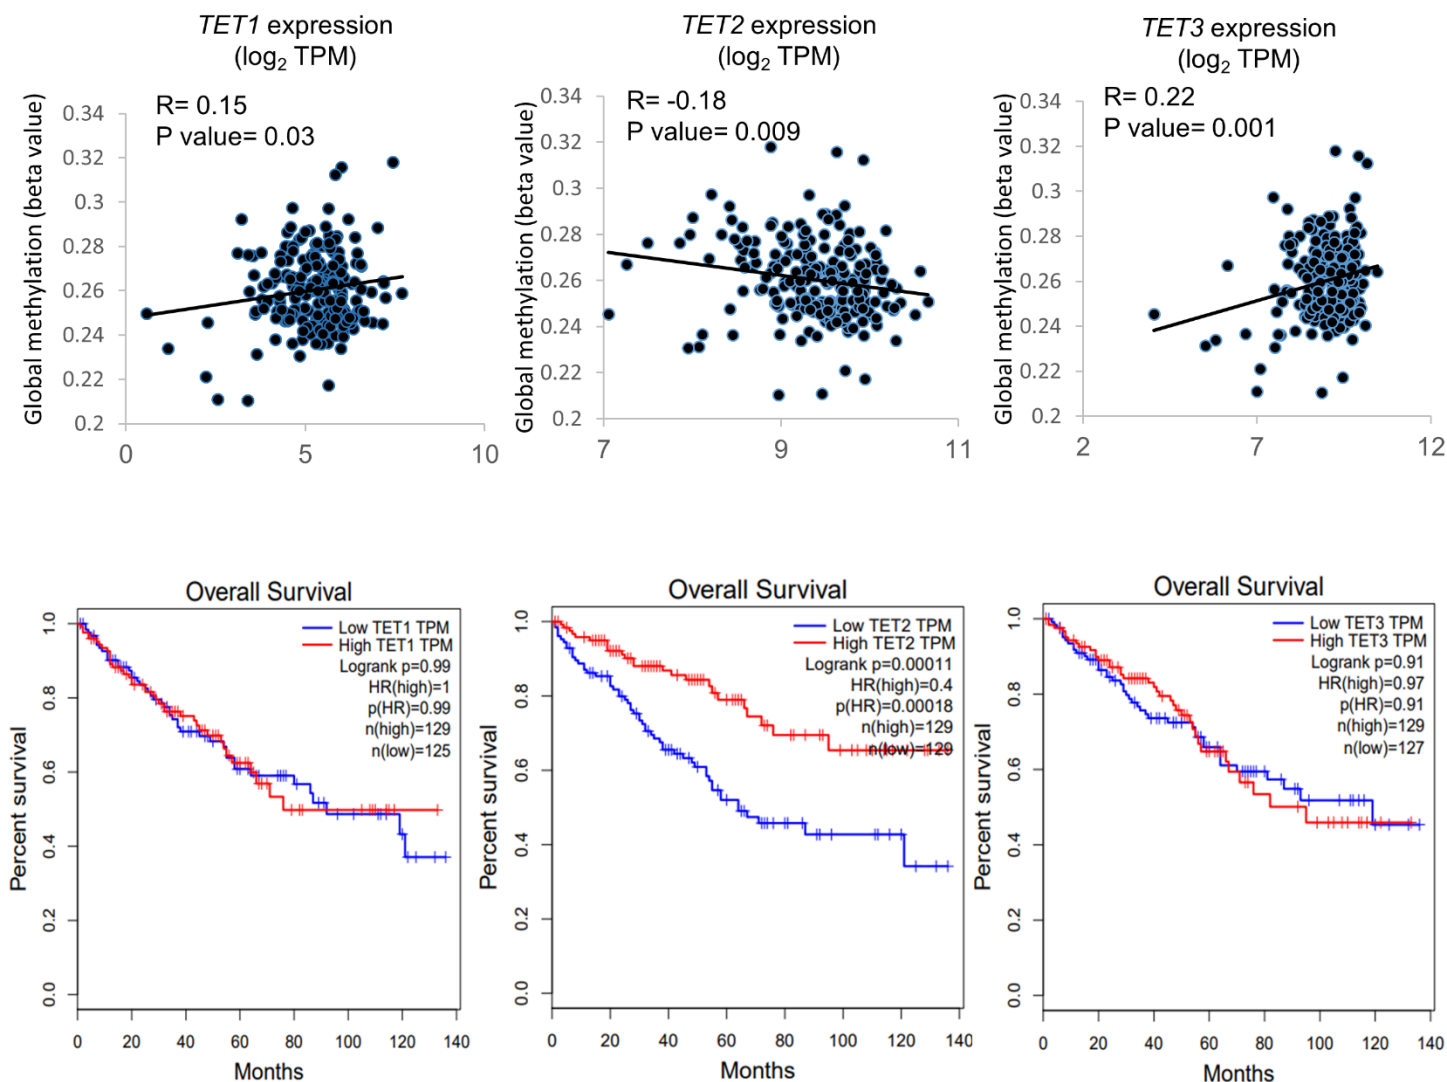 TET1 expression
(log₂ TPM)
R= 0.15
P value= 0.03
Global methylation (beta value)
0.34
0.32
0.3
0.28
0.26
0.24
0.22
0.2
0
5
10
TET2 expression
(log₂ TPM)
R= -0.18
P value= 0.009
Global methylation (beta value)
0.34
0.32
0.3
0.28
0.26
0.24
0.22
0.2
7
9
11
TET3 expression
(log₂ TPM)
R= 0.22
P value= 0.001
Global methylation (beta value)
0.34
0.32
0.3
0.28
0.26
0.24
0.22
0.2
2
7
12
Overall Survival
Low TET1 TPM
High TET1 TPM
Logrank p=0.99
HR(high)=1
p(HR)=0.99
n(high)=129
n(low)=125
Percent survival
1.0
0.8
0.6
0.4
0.2
0.0
0 20 40 60 80 100 120 140
Months
Overall Survival
Low TET2 TPM
High TET2 TPM
Logrank p=0.00011
HR(high)=0.4
p(HR)=0.00018
n(high)=129
n(low)=129
Percent survival
1.0
0.8
0.6
0.4
0.2
0.0
0 20 40 60 80 100 120 140
Months
Overall Survival
Low TET3 TPM
High TET3 TPM
Logrank p=0.91
HR(high)=0.97
p(HR)=0.91
n(high)=129
n(low)=127
Percent survival
1.0
0.8
0.6
0.4
0.2
0.0
0 20 40 60 80 100 120 140
Months